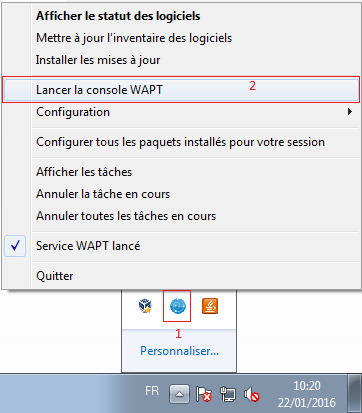 Afficher le statut des logiciels
Mettre à jour l'inventaire des logiciels
Installer les mises à jour
Lancer la console WAPT 2
Configuration
Configurer tous les paquets installés pour votre session
Afficher les tâches
Annuler la tâche en cours
Annuler toutes les tâches en cours
Service WAPT lancé
Quitter
1
Personnaliser...
FR
10:20
22/01/2016